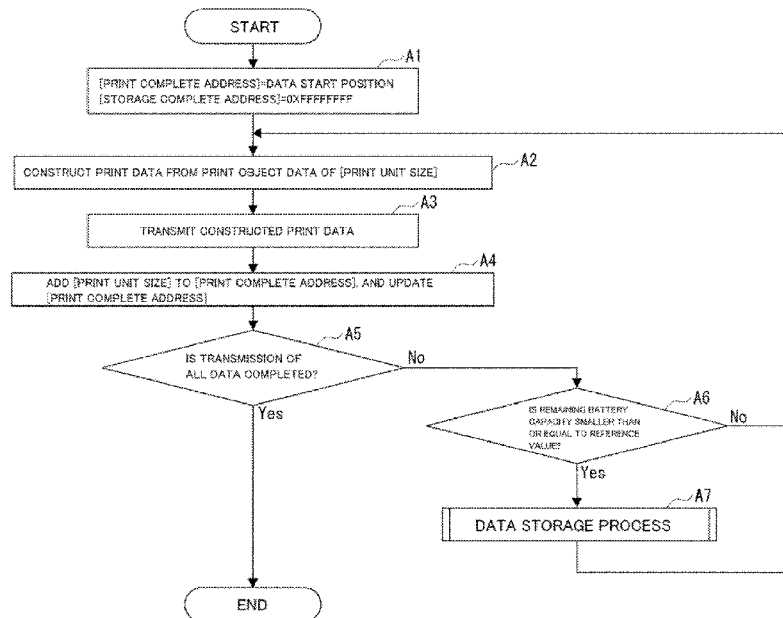 START
A1
[PRINT COMPLETE ADDRESS]=DATA START POSITION
[STORAGE COMPLETE ADDRESS]=0XFFFFFFFF
A2
CONSTRUCT PRINT DATA FROM PRINT OBJECT DATA OF [PRINT UNIT SIZE]
A3
TRANSMIT CONSTRUCTED PRINT DATA
A4
ADD [PRINT UNIT SIZE] TO [PRINT COMPLETE ADDRESS], AND UPDATE
[PRINT COMPLETE ADDRESS]
A5
IS TRANSMISSION OF
ALL DATA COMPLETED?
No
Yes
A6
IS REMAINING BATTERY
CAPACITY SMALLER THAN
OR EQUAL TO REFERENCE
VALUE?
No
Yes
A7
DATA STORAGE PROCESS
END